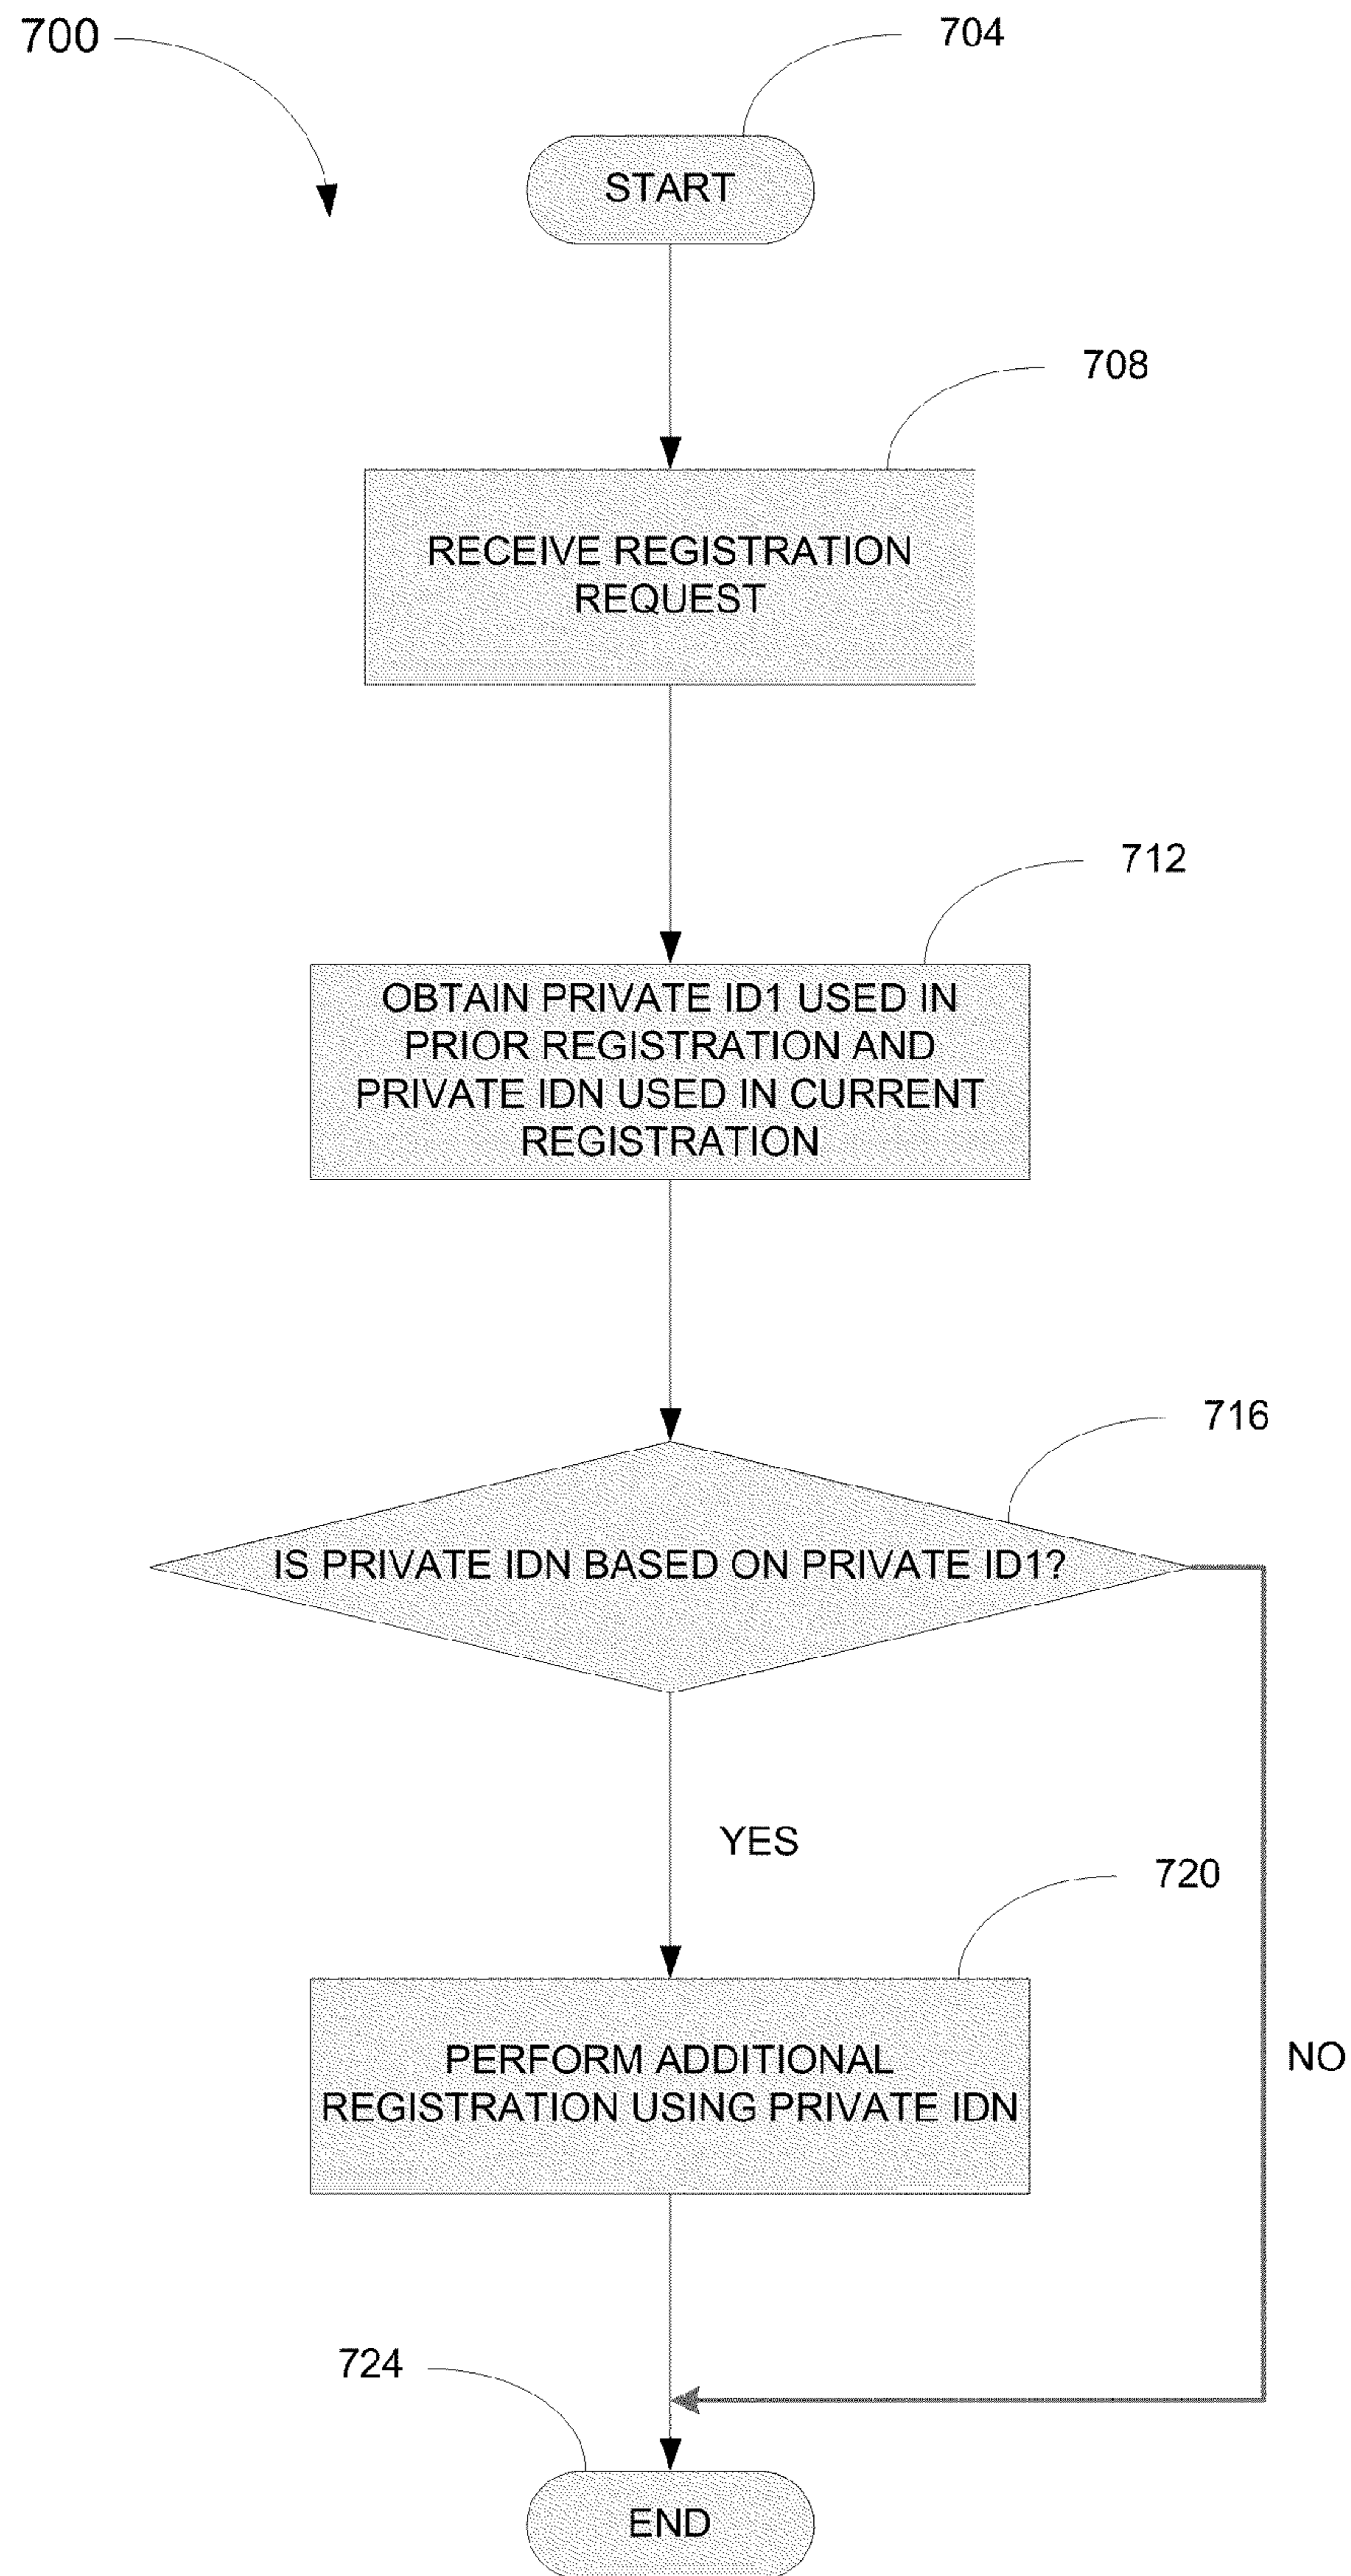 700
704
START
708
RECEIVE REGISTRATION
REQUEST
712
OBTAIN PRIVATE ID1 USED IN
PRIOR REGISTRATION AND
PRIVATE IDN USED IN CURRENT
REGISTRATION
716
IS PRIVATE IDN BASED ON PRIVATE ID1?
YES
720
PERFORM ADDITIONAL
REGISTRATION USING PRIVATE IDN
NO
724
END